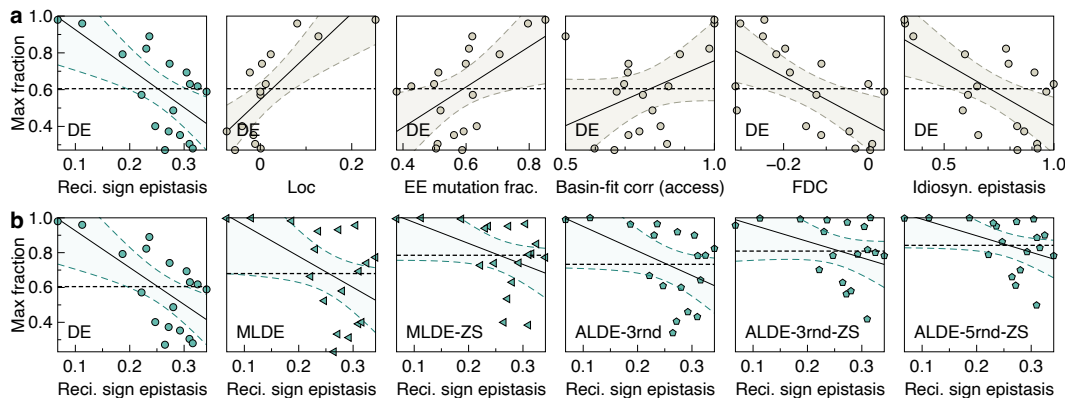 a
Max fraction
1.0
0.8
0.6
0.4
DE
DE
DE
DE
DE
DE
0.1 0.2 0.3
0 0.2
0.4 0.6 0.8
0.5 1.0
−0.2 0
0.5 1.0
Reci. sign epistasis
Loc
EE mutation frac.
Basin-fit corr (access)
FDC
Idiosyn. epistasis
b
Max fraction
1.0
0.8
0.6
0.4
DE
MLDE
MLDE-ZS
ALDE-3rnd
ALDE-3rnd-ZS
ALDE-5rnd-ZS
0.1 0.2 0.3
0.1 0.2 0.3
0.1 0.2 0.3
0.1 0.2 0.3
0.1 0.2 0.3
0.1 0.2 0.3
Reci. sign epistasis
Reci. sign epistasis
Reci. sign epistasis
Reci. sign epistasis
Reci. sign epistasis
Reci. sign epistasis